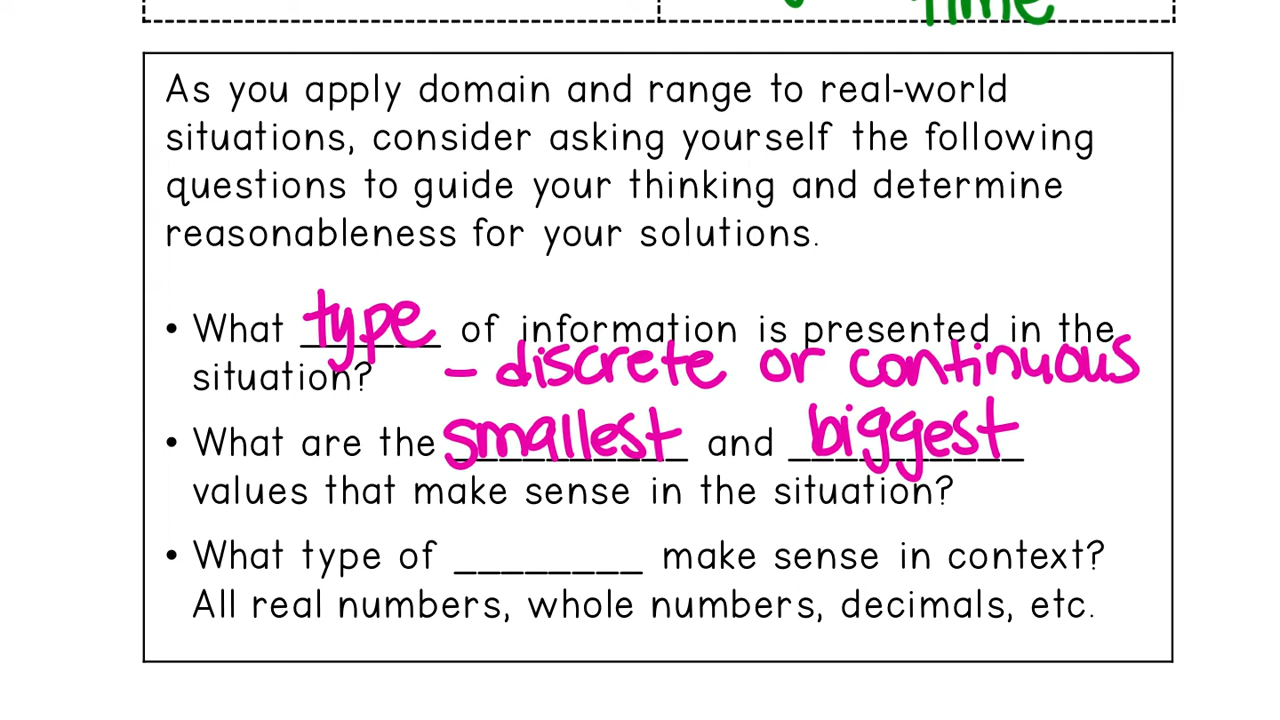 time
As you apply domain and range to real-world
situations, consider asking yourself the following
questions to guide your thinking and determine
reasonableness for your solutions.
• What type of information is presented in the
situation? – discrete or continuous
• What are the smallest and biggest
values that make sense in the situation?
• What type of ________ make sense in context?
All real numbers, whole numbers, decimals, etc.